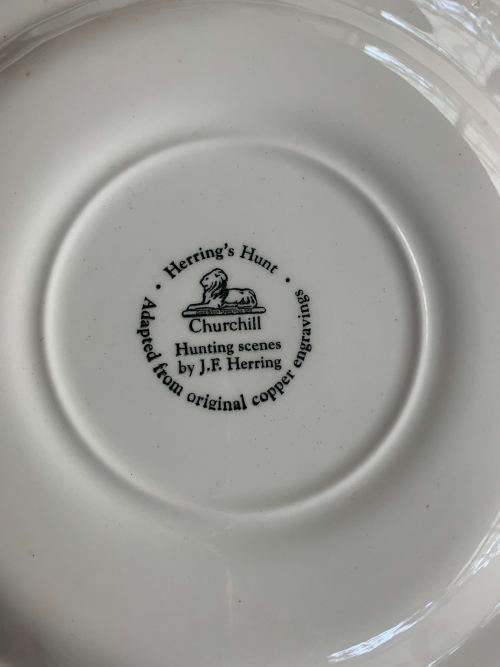 Herring's Hunt
Churchill
Hunting scenes
by J.F. Herring
Adapted from original copper engravings